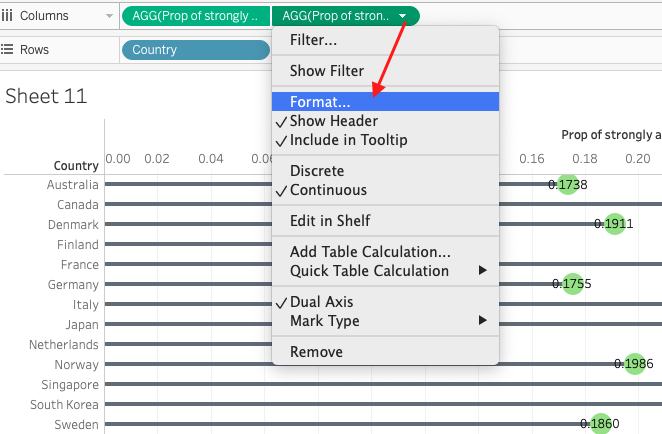 Columns AGG(Prop of strongly .. AGG(Prop of stron..
Rows Country
Filter...
Show Filter
Format...
Show Header
Include in Tooltip
Discrete
Continuous
Edit in Shelf
Add Table Calculation...
Quick Table Calculation
Dual Axis
Mark Type
Remove
Sheet 11
Prop of strongly a
Country 0.00 0.02 0.04 0.0 0.16 0.18 0.20
Australia 0.1738
Canada
Denmark 0.1911
Finland
France
Germany 0.1755
Italy
Japan
Netherlands
Norway 0.1986
Singapore
South Korea
Sweden 0.1860